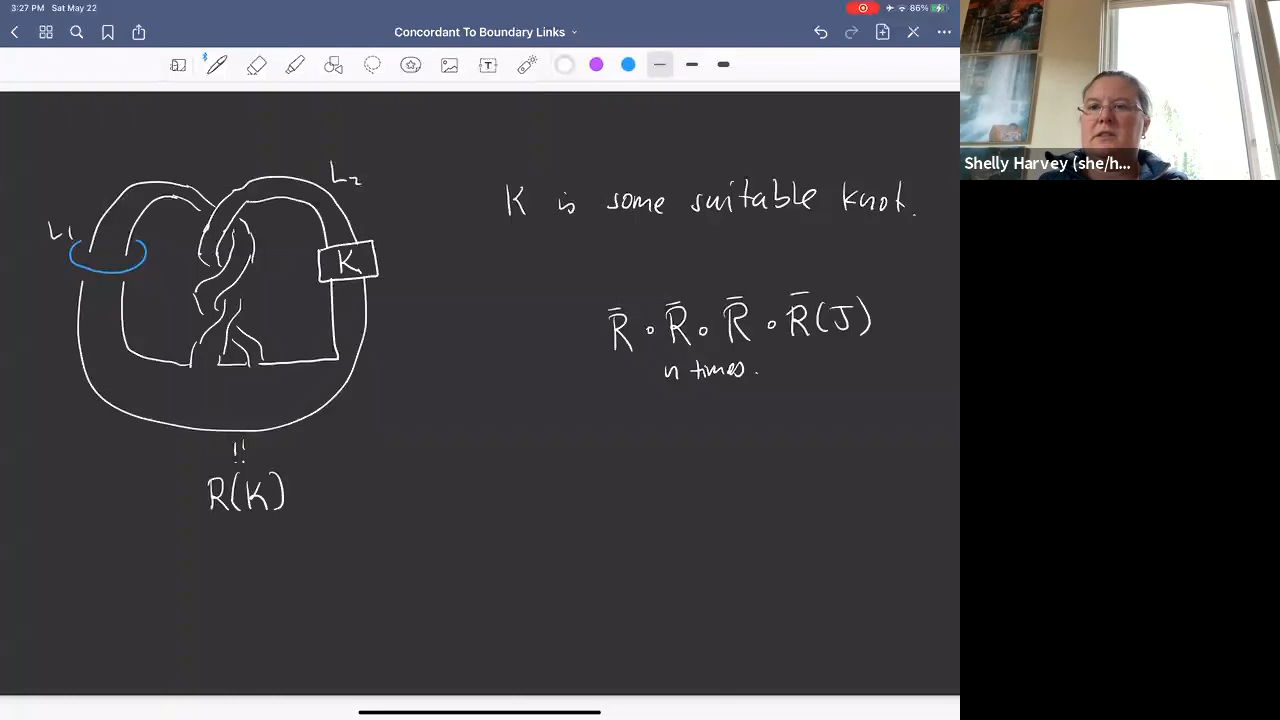 3:27 PM Sat May 22
86%
Concordant To Boundary Links
T
L1
L2
K
R(K)
K is some suitable knot.
R̄ ∘ R̄ ∘ R̄ ∘ R̄(J)
n times.
Shelly Harvey (she/h...